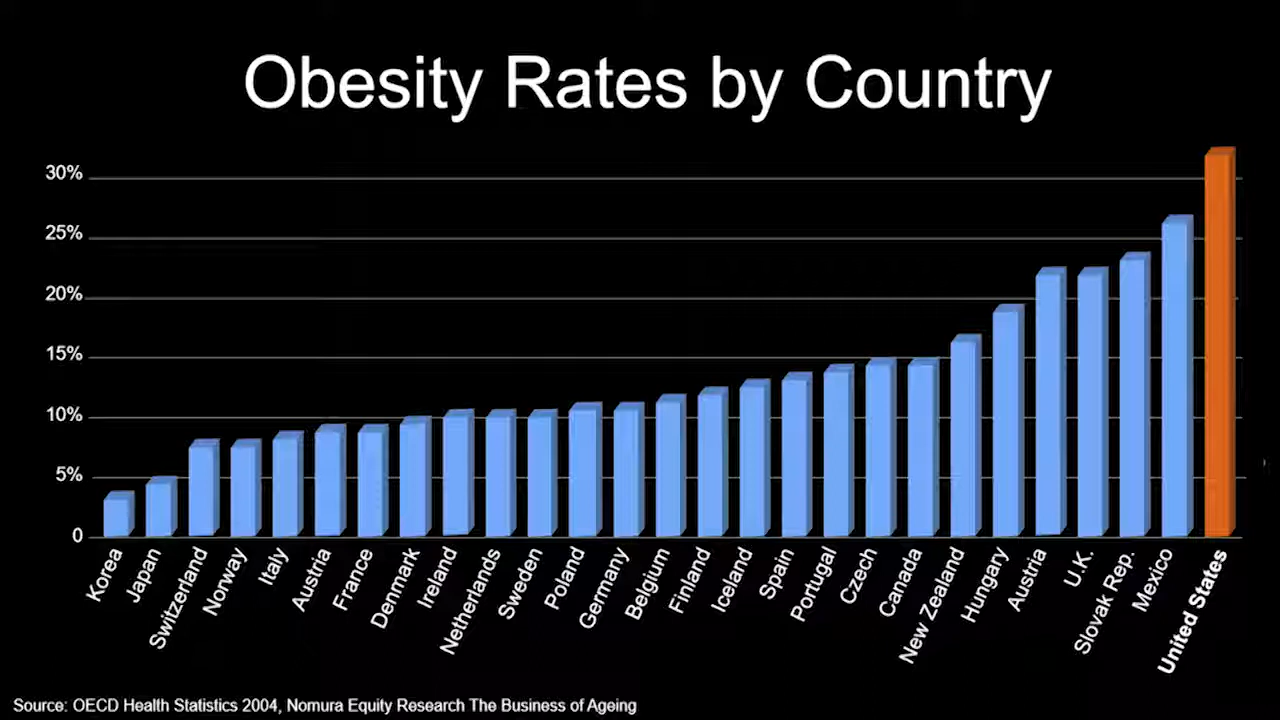 Obesity Rates by Country
30%
25%
20%
15%
10%
5%
0
Korea
Japan
Switzerland
Norway
Italy
Austria
France
Denmark
Ireland
Netherlands
Sweden
Poland
Germany
Belgium
Finland
Iceland
Spain
Portugal
Czech
Canada
New Zealand
Hungary
Austria
U.K.
Slovak Rep.
Mexico
United States
Source: OECD Health Statistics 2004, Nomura Equity Research The Business of Ageing